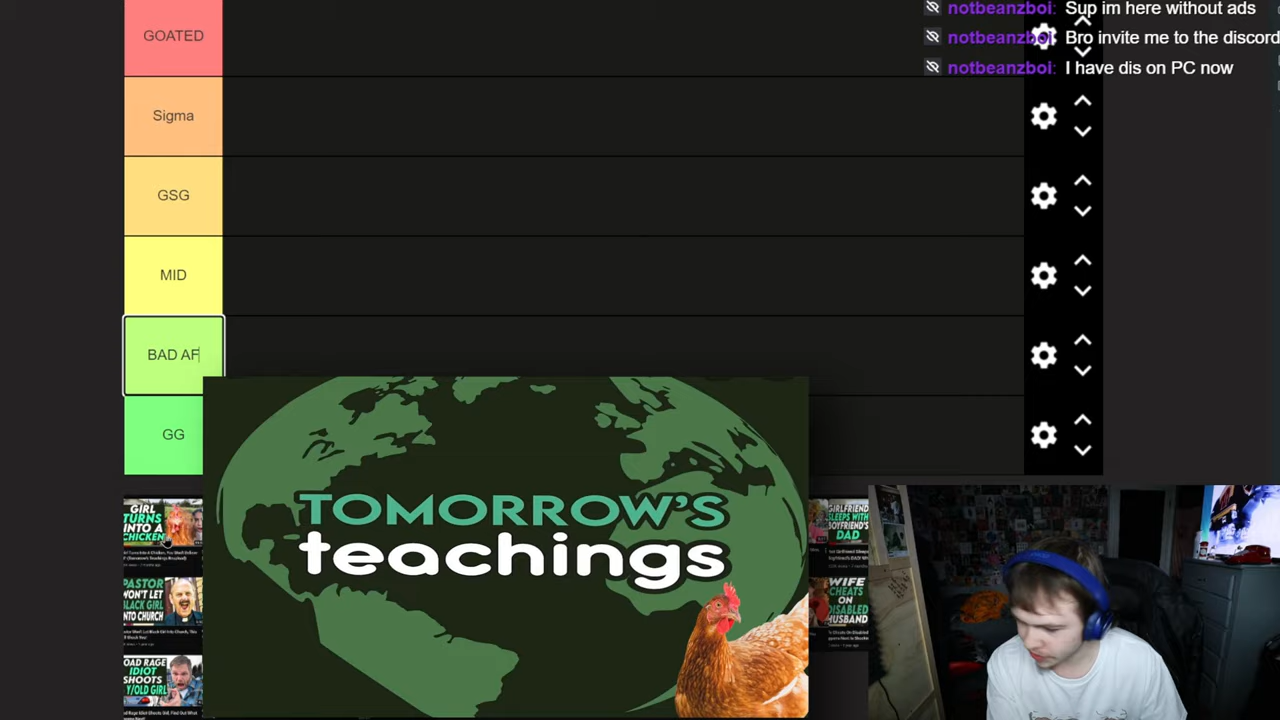 GOATED
notbeanzboi: Sup im here without ads
notbeanzboi: Bro invite me to the discord
notbeanzboi: I have dis on PC now
Sigma
GSG
MID
BAD AF
GG
TOMORROW'S
teachings
GIRL
TURNS
INTO A
CHICKEN
GIRLFRIEND
SLEEPS WITH
BOYFRIEND'S
DAD
PASTOR
WON'T LET
BLACK GIRL
INTO CHURCH
WIFE
CHEATS ON
DISABLED
HUSBAND
ROAD RAGE
IDIOT
SHOOTS
Y/OLD GIRL